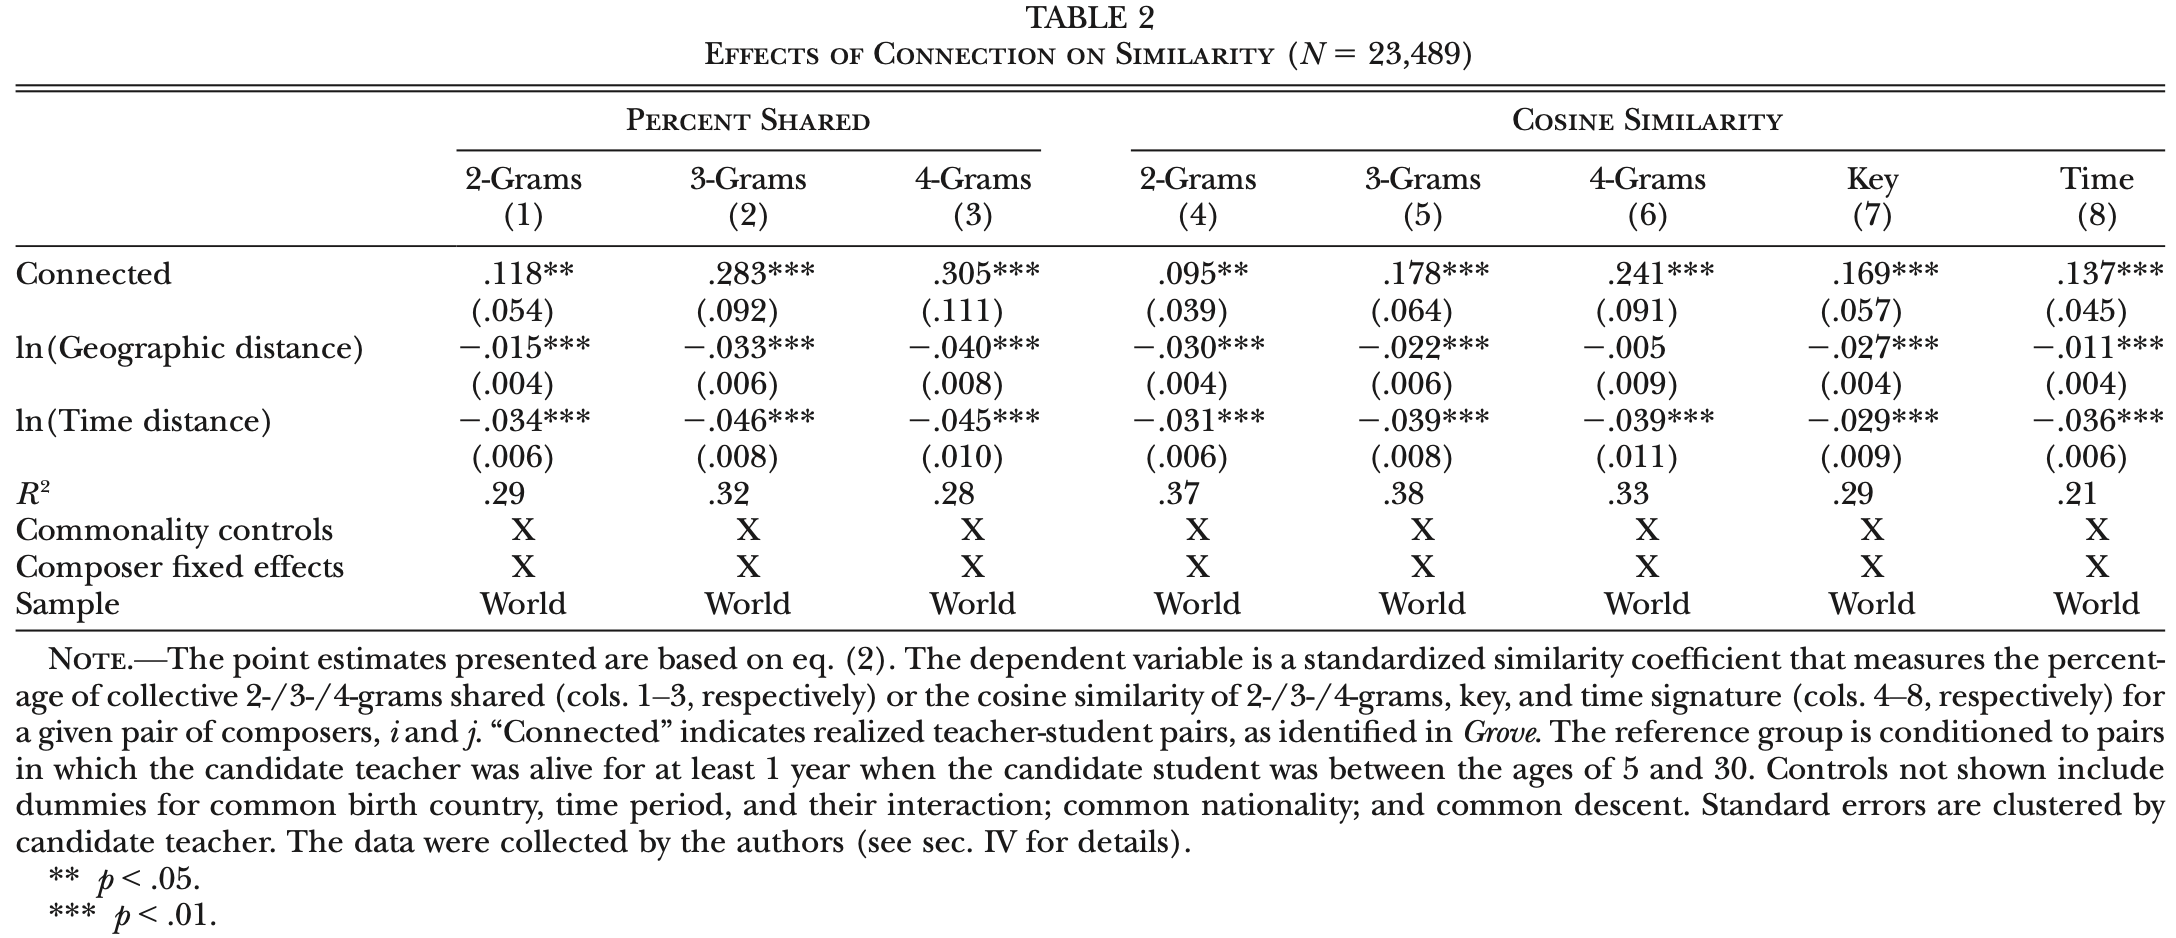 TABLE 2
Effects of Connection on Similarity (N = 23,489)
Percent Shared Cosine Similarity
2-Grams 3-Grams 4-Grams 2-Grams 3-Grams 4-Grams Key Time
(1) (2) (3) (4) (5) (6) (7) (8)
Connected .118** .283*** .305*** .095** .178*** .241*** .169*** .137***
(.054) (.092) (.111) (.039) (.064) (.091) (.057) (.045)
ln(Geographic distance) −.015*** −.033*** −.040*** −.030*** −.022*** −.005 −.027*** −.011***
(.004) (.006) (.008) (.004) (.006) (.009) (.004) (.004)
ln(Time distance) −.034*** −.046*** −.045*** −.031*** −.039*** −.039*** −.029*** −.036***
(.006) (.008) (.010) (.006) (.008) (.011) (.009) (.006)
R² .29 .32 .28 .37 .38 .33 .29 .21
Commonality controls X X X X X X X X
Composer fixed effects X X X X X X X X
Sample World World World World World World World World
Note.—The point estimates presented are based on eq. (2). The dependent variable is a standardized similarity coefficient that measures the percent-
age of collective 2-/3-/4-grams shared (cols. 1–3, respectively) or the cosine similarity of 2-/3-/4-grams, key, and time signature (cols. 4–8, respectively) for
a given pair of composers, i and j. “Connected” indicates realized teacher-student pairs, as identified in Grove. The reference group is conditioned to pairs
in which the candidate teacher was alive for at least 1 year when the candidate student was between the ages of 5 and 30. Controls not shown include
dummies for common birth country, time period, and their interaction; common nationality; and common descent. Standard errors are clustered by
candidate teacher. The data were collected by the authors (see sec. IV for details).
** p < .05.
*** p < .01.